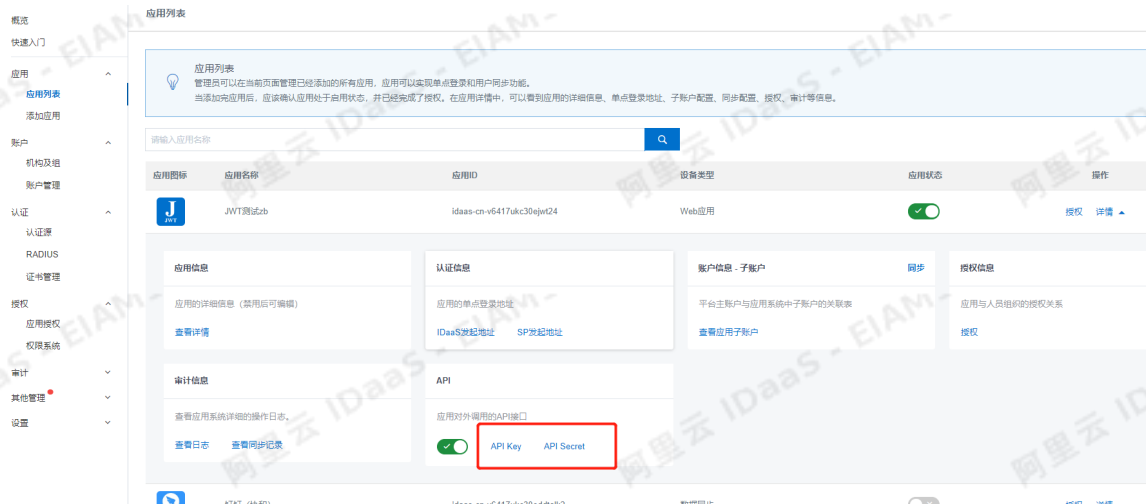 概览
快速入门
应用
应用列表
添加应用
账户
机构及组
账户管理
认证
认证源
RADIUS
证书管理
授权
应用授权
权限系统
审计
其他管理
设置
应用列表
应用列表
管理员可以在当前页面管理已经添加的所有应用，应用可以实现单点登录和用户同步功能。
当添加完应用后，应该确认应用处于启用状态，并已经完成了授权。在应用详情中，可以看到应用的详细信息、单点登录地址、子账户配置、同步配置、授权、审计等信息。
请输入应用名称
应用图标 应用名称 应用ID 设备类型 应用状态 操作
J JWT
JWT测试zb idaas-cn-v6417ukc30ejwt24 Web应用 授权 详情
应用信息
应用的详细信息（禁用后可编辑）
查看详情
认证信息
应用的单点登录地址
IDaaS发起地址 SP发起地址
账户信息 - 子账户 同步
平台主账户与应用系统中子账户的关联表
查看应用子账户
授权信息
应用与人员组织的授权关系
授权
审计信息
查看应用系统详细的操作日志。
查看日志 查看同步记录
API
应用对外调用的API接口
API Key API Secret
数据同步 授权 详情
阿里云 IDaaS - EIAM